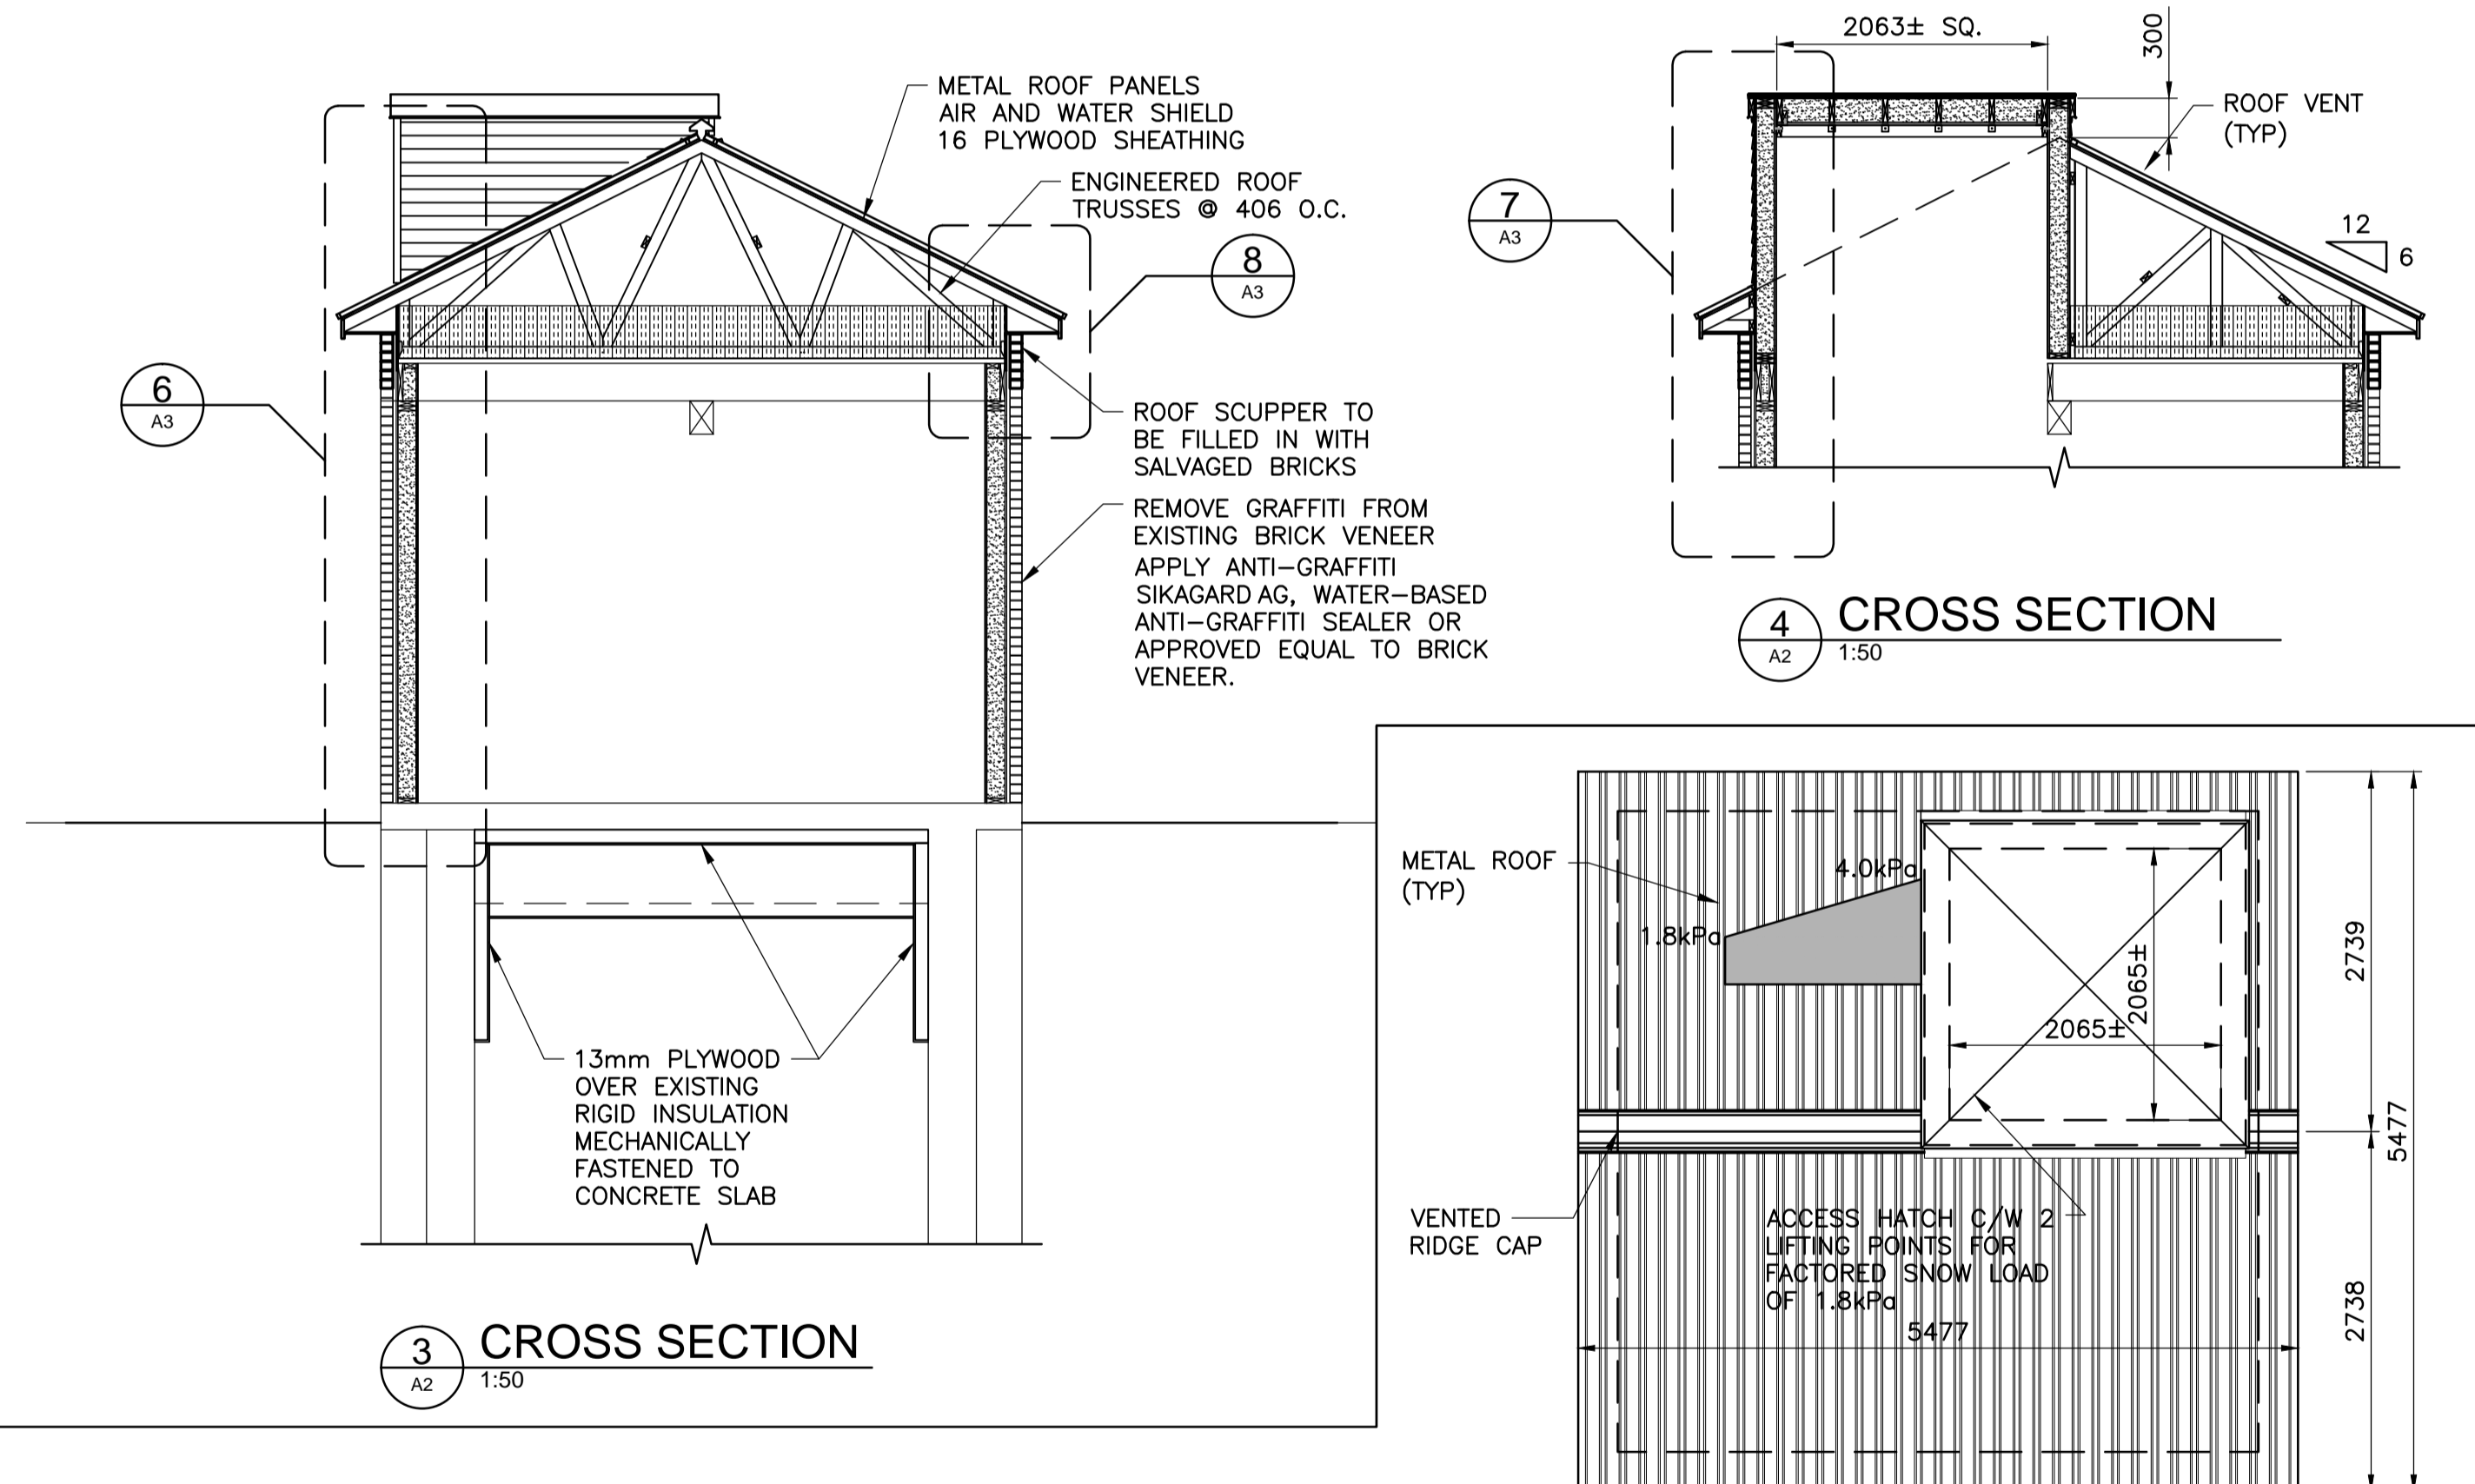 METAL ROOF PANELS
AIR AND WATER SHIELD
16 PLYWOOD SHEATHING
ENGINEERED ROOF
TRUSSES @ 406 O.C.
8
A3
6
A3
ROOF SCUPPER TO
BE FILLED IN WITH
SALVAGED BRICKS
REMOVE GRAFFITI FROM
EXISTING BRICK VENEER
APPLY ANTI-GRAFFITI
SIKAGARD AG, WATER-BASED
ANTI-GRAFFITI SEALER OR
APPROVED EQUAL TO BRICK
VENEER.
13mm PLYWOOD
OVER EXISTING
RIGID INSULATION
MECHANICALLY
FASTENED TO
CONCRETE SLAB
3
A2
CROSS SECTION
1:50
2063± SQ.
300
ROOF VENT
(TYP)
7
A3
12
6
4
A2
CROSS SECTION
1:50
METAL ROOF
(TYP)
4.0kPa
1.8kPa
2065±
2065±
2739
5477
2738
VENTED
RIDGE CAP
ACCESS HATCH C/W 2
LIFTING POINTS FOR
FACTORED SNOW LOAD
OF 1.8kPa
5477